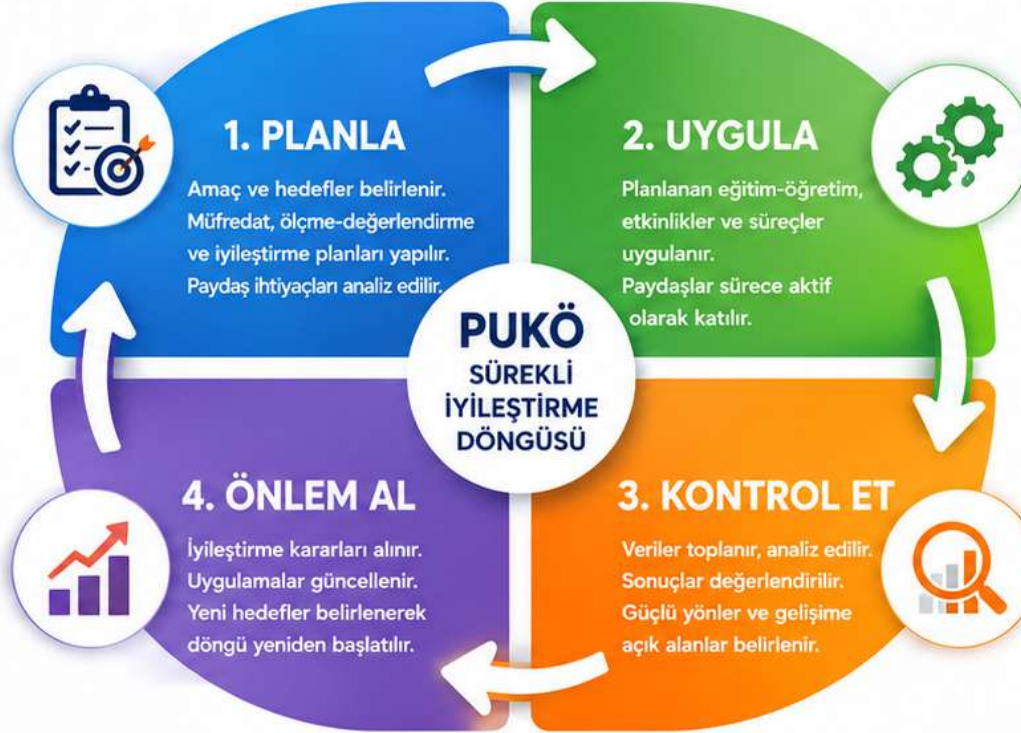 1. PLANLA
Amaç ve hedefler belirlenir.
Müfredat, ölçme-değerlendirme
ve iyileştirme planları yapılır.
Paydaş ihtiyaçları analiz edilir.
2. UYGULA
Planlanan eğitim-öğretim,
etkinlikler ve süreçler
uygulanır.
Paydaşlar sürece aktif
olarak katılır.
PUKÖ
SÜREKLİ
İYİLEŞTİRME
DÖNGÜSÜ
4. ÖNLEM AL
İyileştirme kararları alınır.
Uygulamalar güncellenir.
Yeni hedefler belirlenerek
döngü yeniden başlatılır.
3. KONTROL ET
Veriler toplanır, analiz edilir.
Sonuçlar değerlendirilir.
Güçlü yönler ve gelişime
açık alanlar belirlenir.